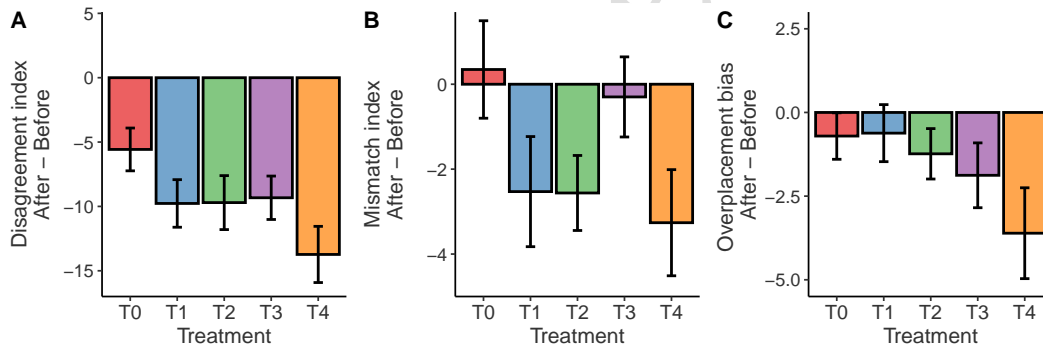 A
Disagreement index
After – Before
0
−5
−10
−15
T0 T1 T2 T3 T4
Treatment
B
Mismatch index
After – Before
0
−2
−4
T0 T1 T2 T3 T4
Treatment
C
Overplacement bias
After – Before
2.5
0.0
−2.5
−5.0
T0 T1 T2 T3 T4
Treatment